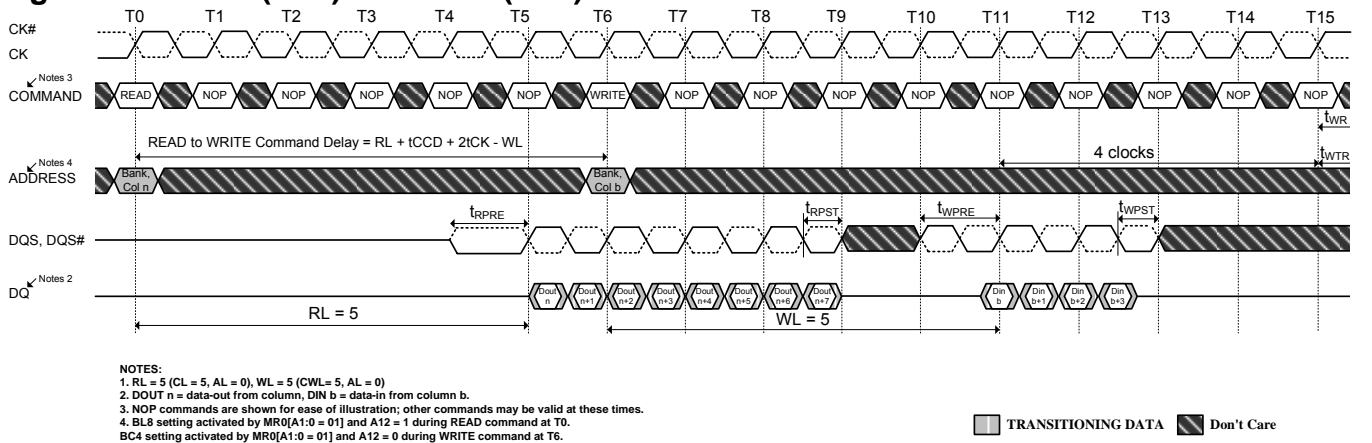 T0 T1 T2 T3 T4 T5 T6 T7 T8 T9 T10 T11 T12 T13 T14 T15
CK#
CK
Notes 3
COMMAND
READ NOP NOP NOP NOP NOP WRITE NOP NOP NOP NOP NOP NOP NOP NOP NOP
tWR
READ to WRITE Command Delay = RL + tCCD + 2tCK - WL
4 clocks
tWTR
Notes 4
ADDRESS
Bank, Col n
Bank, Col b
tRPRE tRPST tWPRE tWPST
DQS, DQS#
Notes 2
DQ
Dout n Dout n+1 Dout n+2 Dout n+3 Dout n+4 Dout n+5 Dout n+6 Dout n+7 Din b Din b+1 Din b+2 Din b+3
RL = 5
WL = 5
NOTES:
1. RL = 5 (CL = 5, AL = 0), WL = 5 (CWL= 5, AL = 0)
2. DOUT n = data-out from column, DIN b = data-in from column b.
3. NOP commands are shown for ease of illustration; other commands may be valid at these times.
4. BL8 setting activated by MR0[A1:0 = 01] and A12 = 1 during READ command at T0.
BC4 setting activated by MR0[A1:0 = 01] and A12 = 0 during WRITE command at T6.
TRANSITIONING DATA
Don't Care